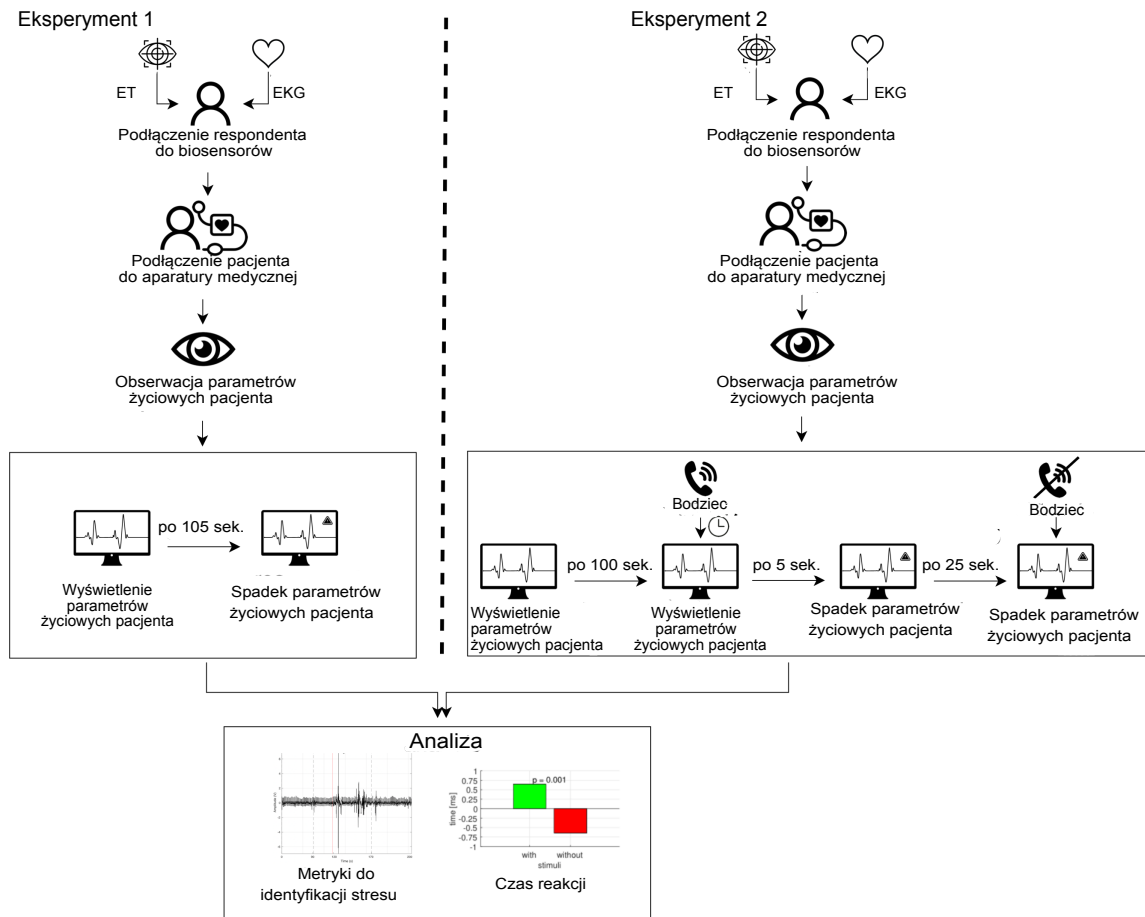 Eksperyment 1
ET
EKG
Podłączenie respondenta
do biosensorów
Podłączenie pacjenta
do aparatury medycznej
Obserwacja parametrów
życiowych pacjenta
po 105 sek.
Wyświetlenie
parametrów
życiowych pacjenta
Spadek parametrów
życiowych pacjenta
Eksperyment 2
ET
EKG
Podłączenie respondenta
do biosensorów
Podłączenie pacjenta
do aparatury medycznej
Obserwacja parametrów
życiowych pacjenta
Bodziec
Bodziec
po 100 sek.
po 5 sek.
po 25 sek.
Wyświetlenie
parametrów
życiowych pacjenta
Wyświetlenie
parametrów
życiowych pacjenta
Spadek parametrów
życiowych pacjenta
Spadek parametrów
życiowych pacjenta
Analiza
Metryki do
identyfikacji stresu
time [ms]
1
0.75
0.5
0.25
0
-0.25
-0.5
-0.75
-1
p = 0.001
with
without
stimuli
Czas reakcji